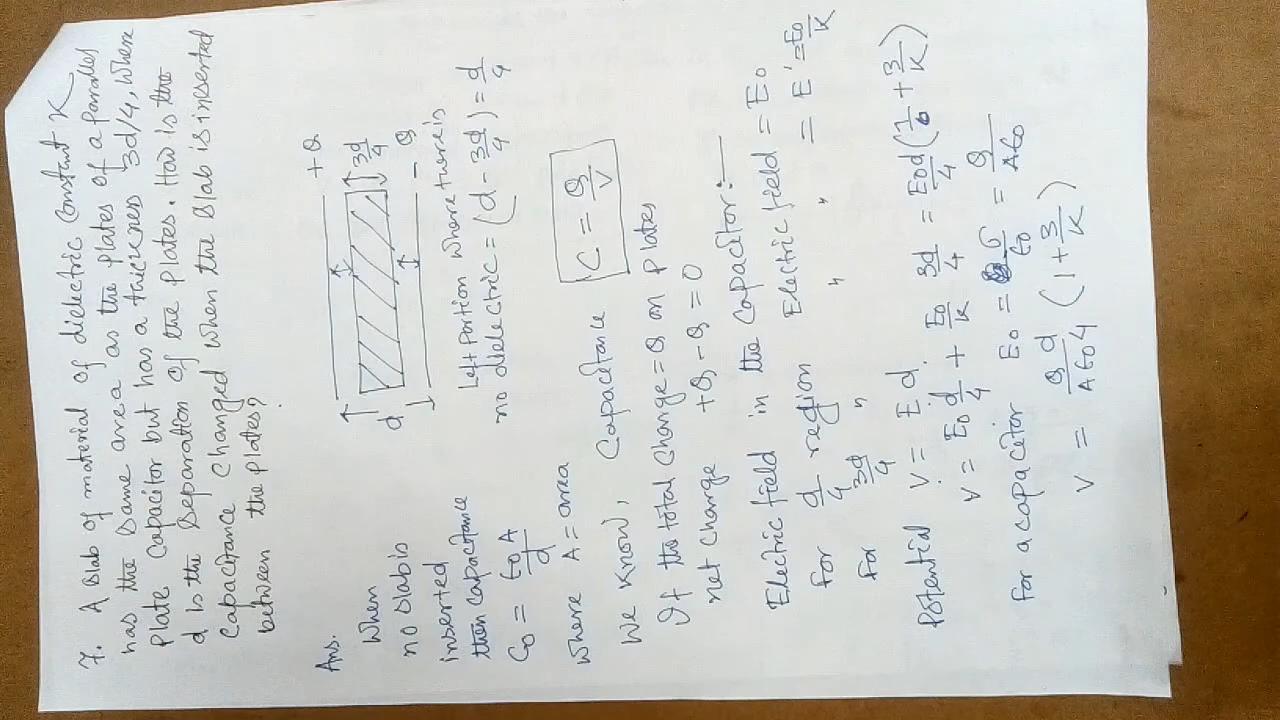 7. A Slab of material of dielectric constant K
has the same area as the plates of a parallel
plate capacitor but has a thickness 3d/4, where
d is the separation of the plates. How is the
capacitance changed when the slab is inserted
between the plates?
Ans.
When
no slab is
inserted
then capacitance
C₀ = ε₀A/d
where A = area
+Q
d
3d/4
- Q
Left portion where there is
no dielectric = (d - 3d/4) = d/4
We know, capacitance C = Q/V
If the total charge = Q on plates
net charge +Q - Q = 0
Electric field in the capacitor:—
for d/4 region Electric field = E₀
for 3d/4 " " " = E' = E₀/K
Potential V = E d.
V = E₀ d/4 + E₀/K 3d/4 = E₀d/4 ( + 3/K)
for a capacitor E₀ = σ/ε₀ = Q/Aε₀
V = Q d/Aε₀4 (1 + 3/K)